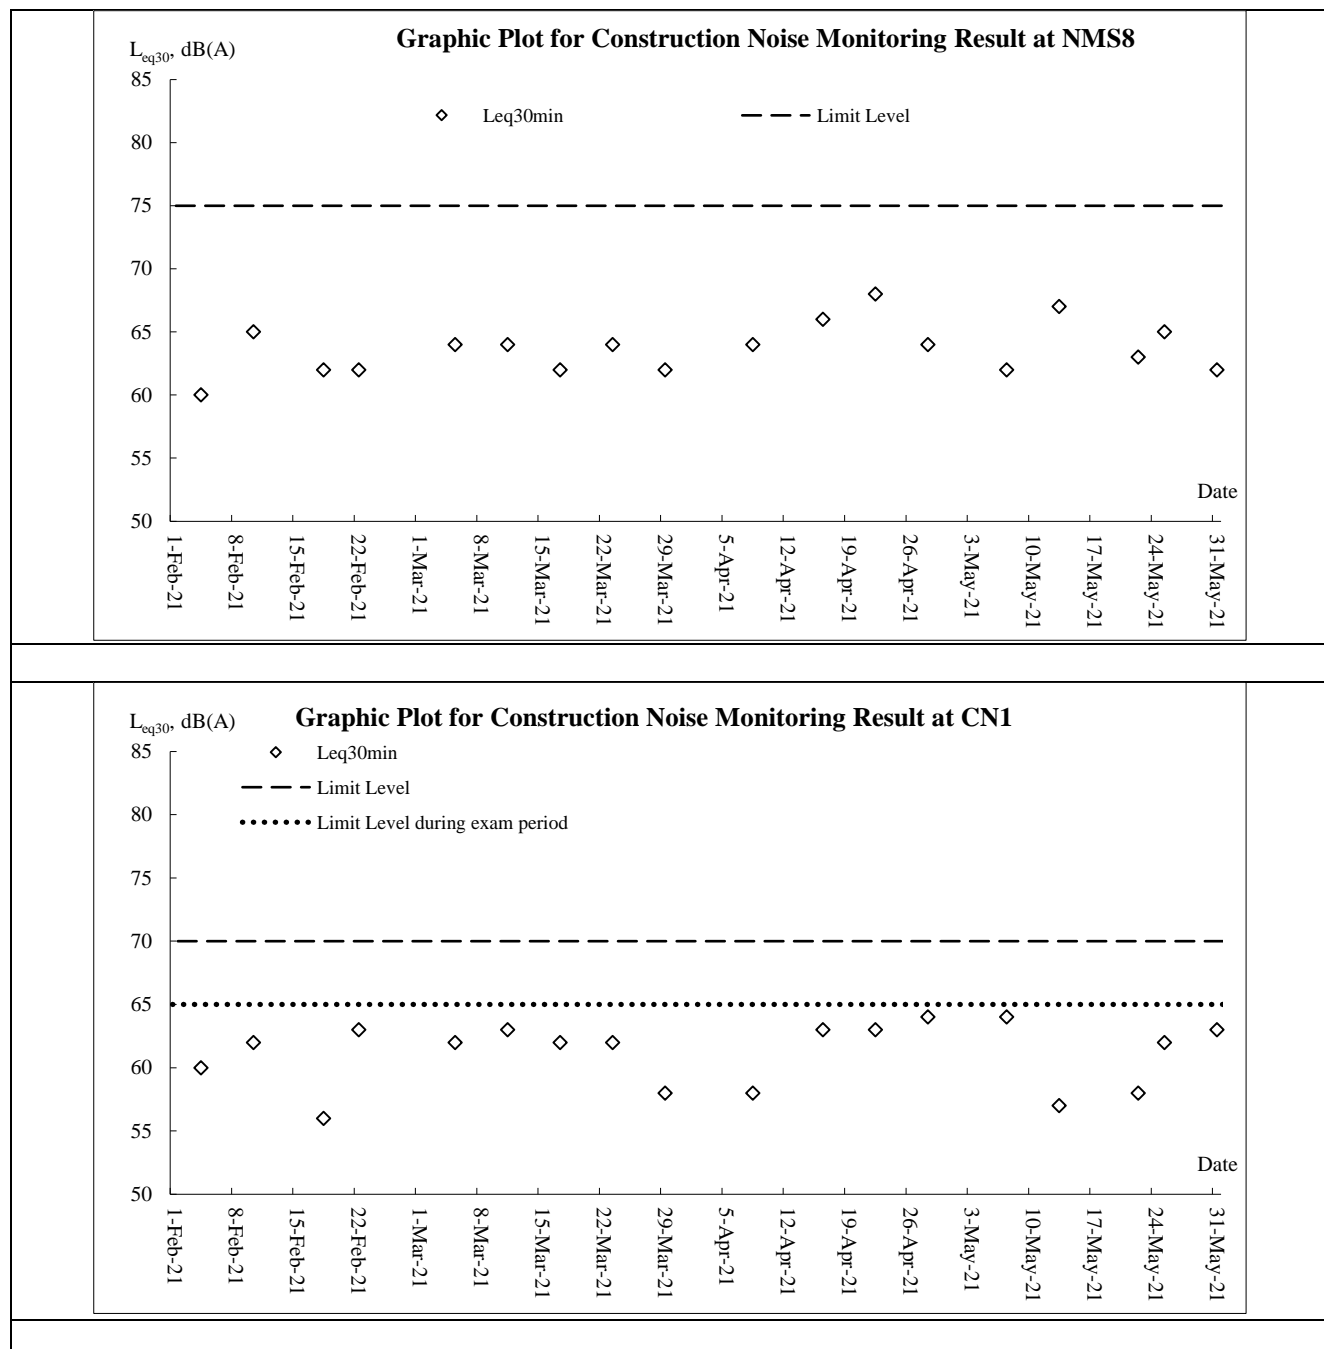 Graphic Plot for Construction Noise Monitoring Result at NMS8
Leq30, dB(A)
85
Leq30min
Limit Level
80
75
70
65
60
55
50
Date
1-Feb-21
8-Feb-21
15-Feb-21
22-Feb-21
1-Mar-21
8-Mar-21
15-Mar-21
22-Mar-21
29-Mar-21
5-Apr-21
12-Apr-21
19-Apr-21
26-Apr-21
3-May-21
10-May-21
17-May-21
24-May-21
31-May-21
Graphic Plot for Construction Noise Monitoring Result at CN1
Leq30, dB(A)
85
Leq30min
Limit Level
Limit Level during exam period
80
75
70
65
60
55
50
Date
1-Feb-21
8-Feb-21
15-Feb-21
22-Feb-21
1-Mar-21
8-Mar-21
15-Mar-21
22-Mar-21
29-Mar-21
5-Apr-21
12-Apr-21
19-Apr-21
26-Apr-21
3-May-21
10-May-21
17-May-21
24-May-21
31-May-21